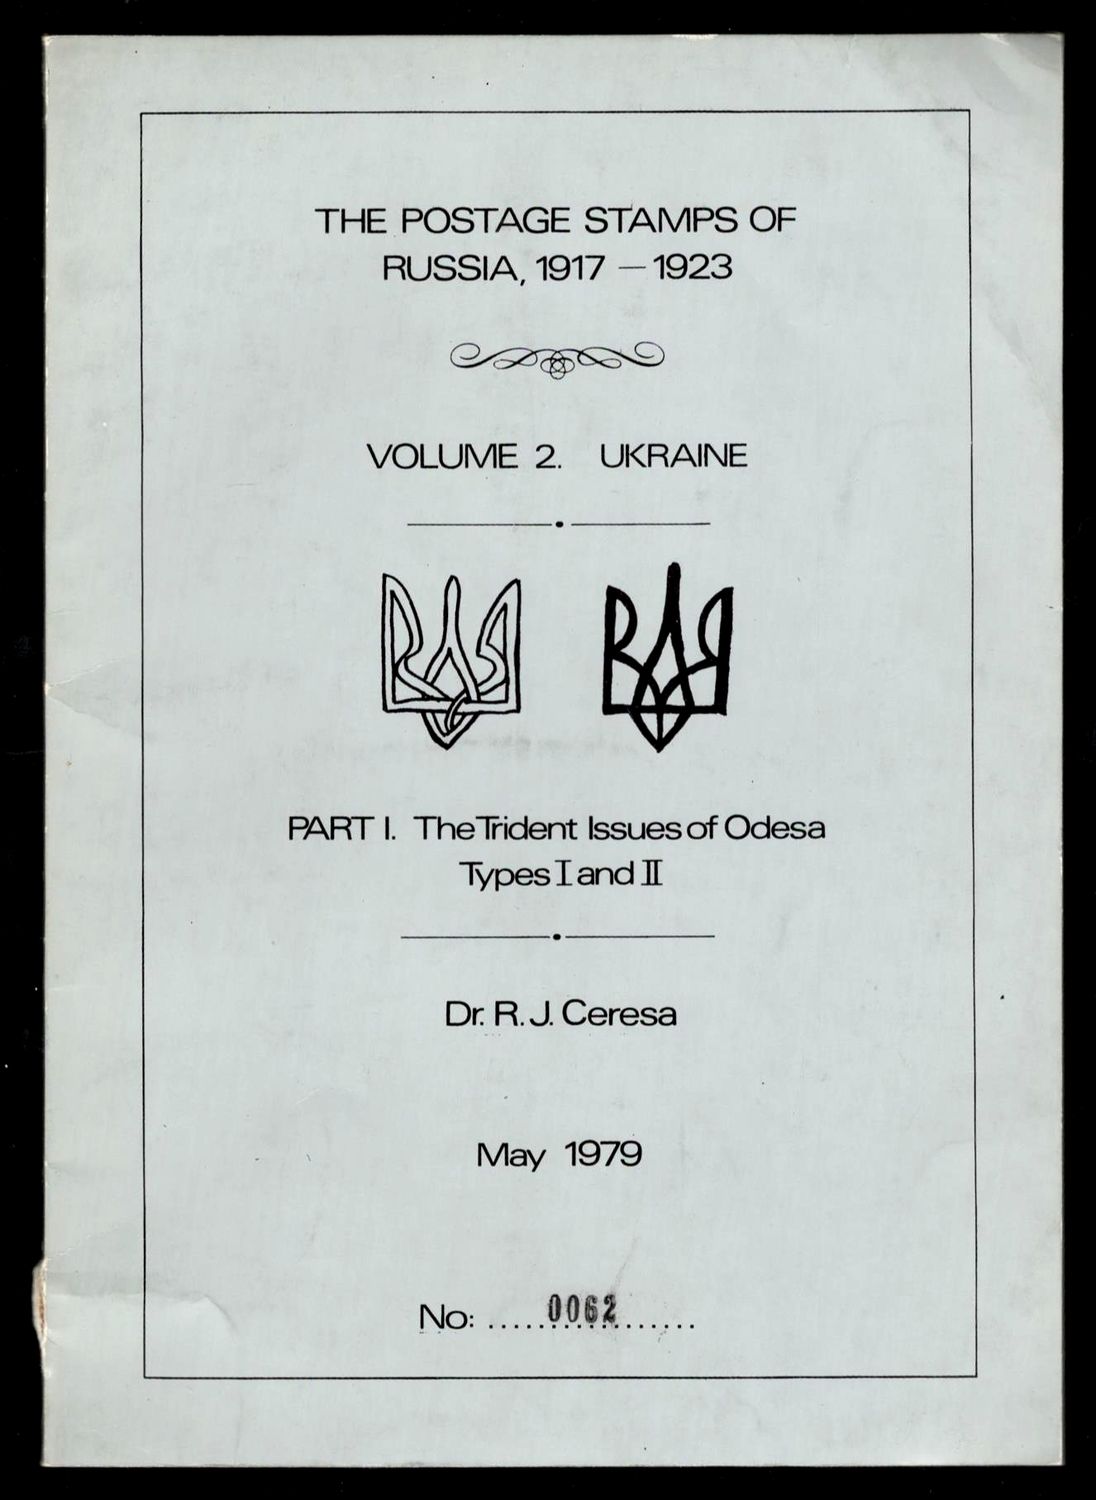 THE POSTAGE STAMPS OF
RUSSIA, 1917 — 1923
VOLUME 2. UKRAINE
PART I. The Trident Issues of Odesa
Types I and II
Dr. R. J. Ceresa
May 1979
No: ..... 0062 .....